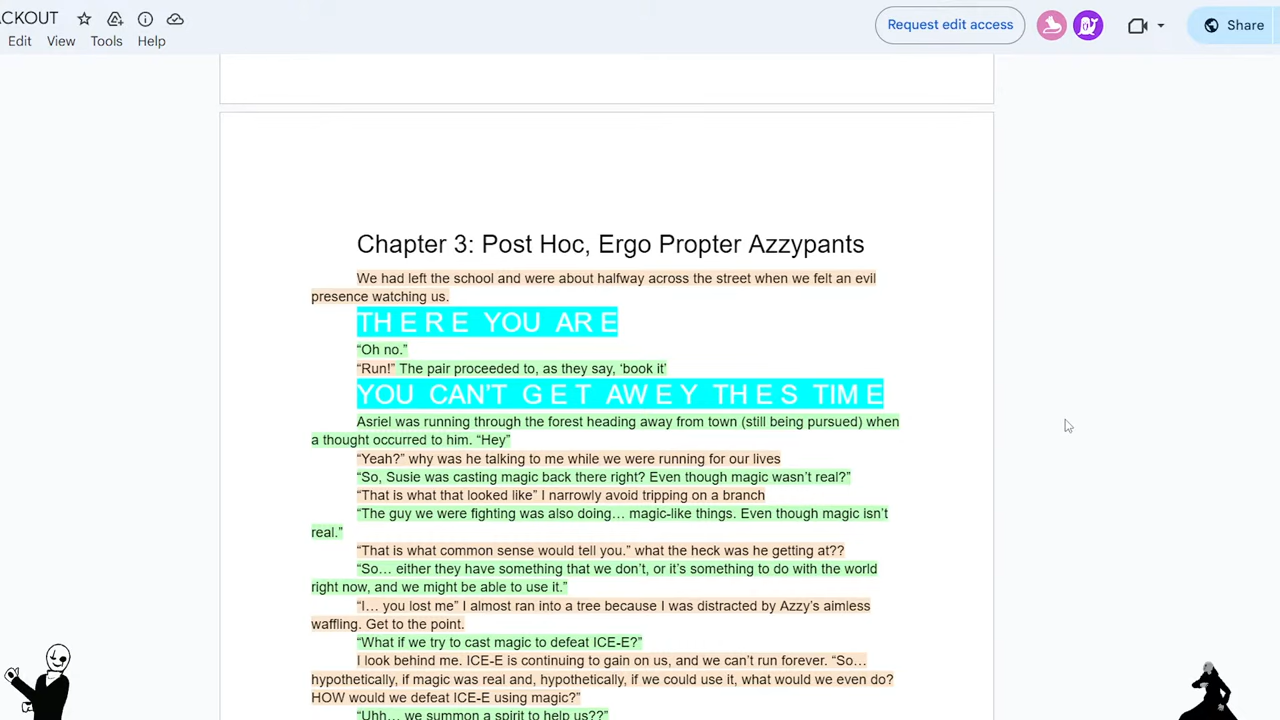 CKOUT
Edit View Tools Help
Request edit access
Share
Chapter 3: Post Hoc, Ergo Propter Azzypants
We had left the school and were about halfway across the street when we felt an evil
presence watching us.
TH E R E YOU AR E
“Oh no.”
“Run!” The pair proceeded to, as they say, ‘book it’
YOU CAN'T G E T AW E Y TH E S TIM E
Asriel was running through the forest heading away from town (still being pursued) when
a thought occurred to him. “Hey”
“Yeah?” why was he talking to me while we were running for our lives
“So, Susie was casting magic back there right? Even though magic wasn’t real?”
“That is what that looked like” I narrowly avoid tripping on a branch
“The guy we were fighting was also doing… magic-like things. Even though magic isn’t
real.”
“That is what common sense would tell you.” what the heck was he getting at??
“So… either they have something that we don’t, or it’s something to do with the world
right now, and we might be able to use it.”
“I… you lost me” I almost ran into a tree because I was distracted by Azzy’s aimless
waffling. Get to the point.
“What if we try to cast magic to defeat ICE-E?”
I look behind me. ICE-E is continuing to gain on us, and we can’t run forever. “So…
hypothetically, if magic was real and, hypothetically, if we could use it, what would we even do?
HOW would we defeat ICE-E using magic?”
“Uhh… we summon a spirit to help us??”